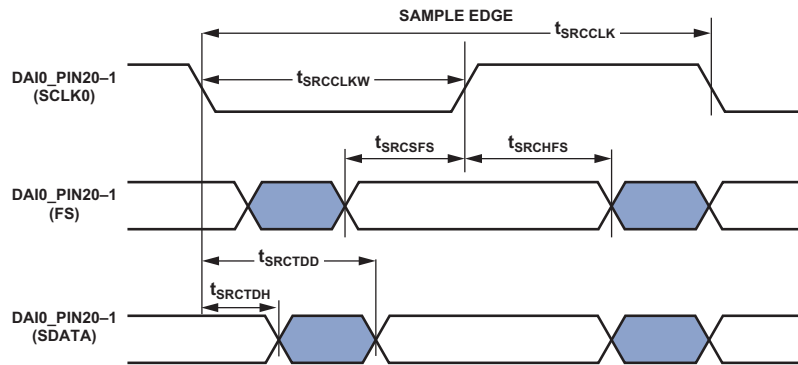 SAMPLE EDGE
tSRCCLK
DAI0_PIN20–1
(SCLK0)
tSRCCLKW
tSRCSFS
tSRCHFS
DAI0_PIN20–1
(FS)
tSRCTDD
tSRCTDH
DAI0_PIN20–1
(SDATA)